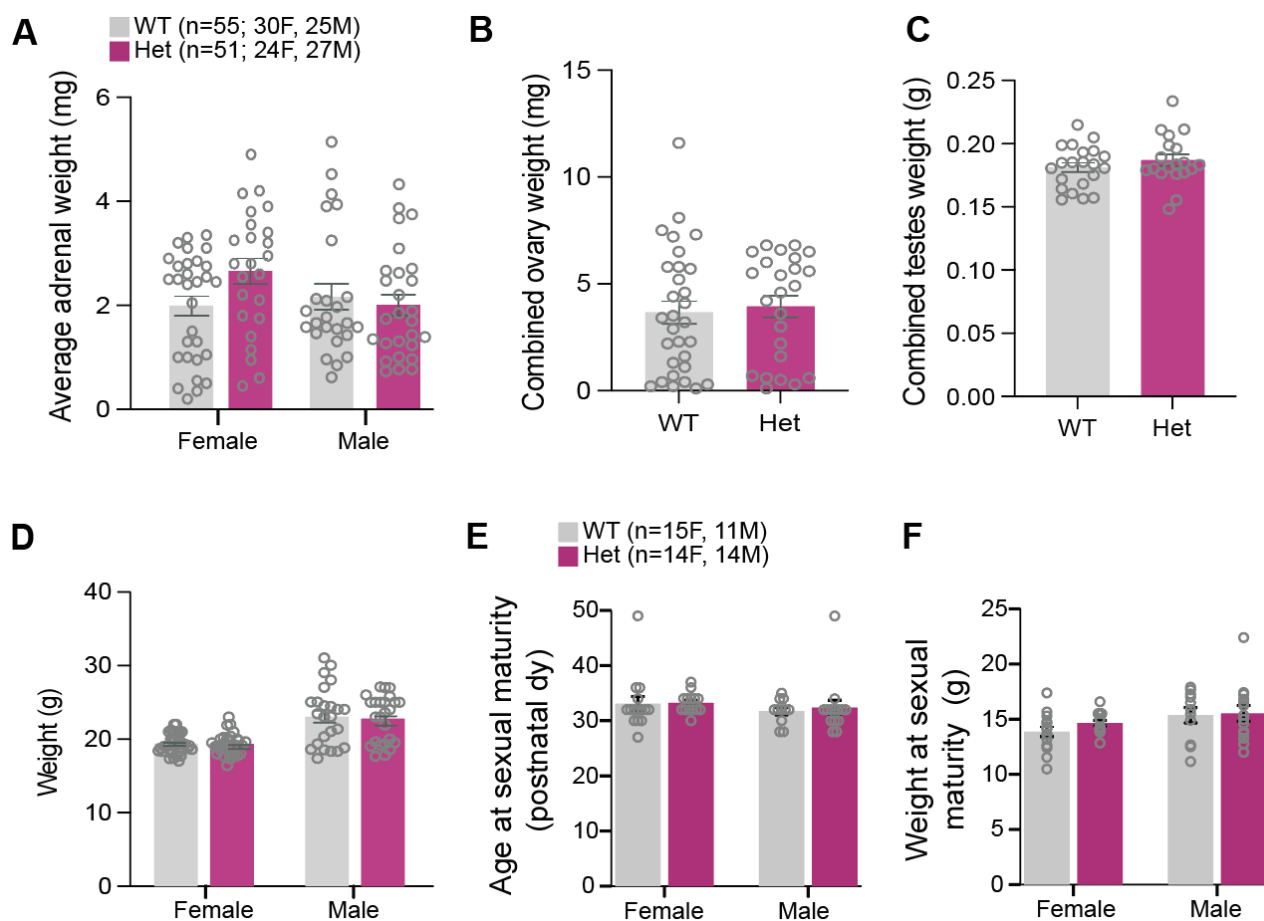 A
WT (n=55; 30F, 25M)
Het (n=51; 24F, 27M)
Average adrenal weight (mg)
6
4
2
0
Female
Male
B
Combined ovary weight (mg)
15
10
5
0
WT
Het
C
Combined testes weight (g)
0.25
0.20
0.15
0.10
0.05
0.00
WT
Het
D
Weight (g)
40
30
20
10
0
Female
Male
E
WT (n=15F, 11M)
Het (n=14F, 14M)
Age at sexual maturity
(postnatal dy)
50
40
30
20
10
0
Female
Male
F
Weight at sexual
maturity (g)
25
20
15
10
5
0
Female
Male